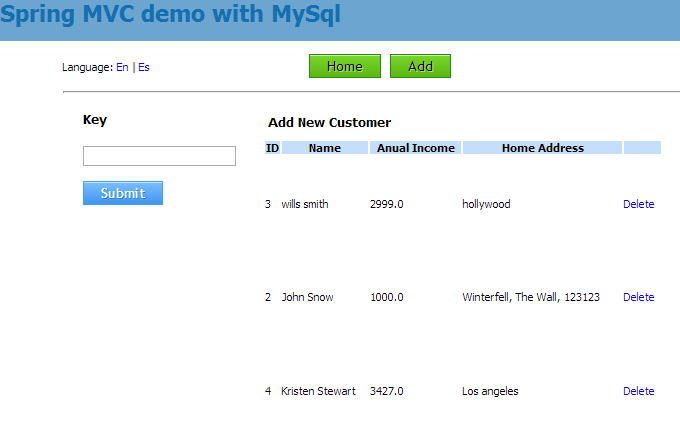 Spring MVC demo with MySql
Language: En | Es
Home Add
Key
Submit
Add New Customer
ID Name Anual Income Home Address
3 wills smith 2999.0 hollywood Delete
2 John Snow 1000.0 Winterfell, The Wall, 123123 Delete
4 Kristen Stewart 3427.0 Los angeles Delete